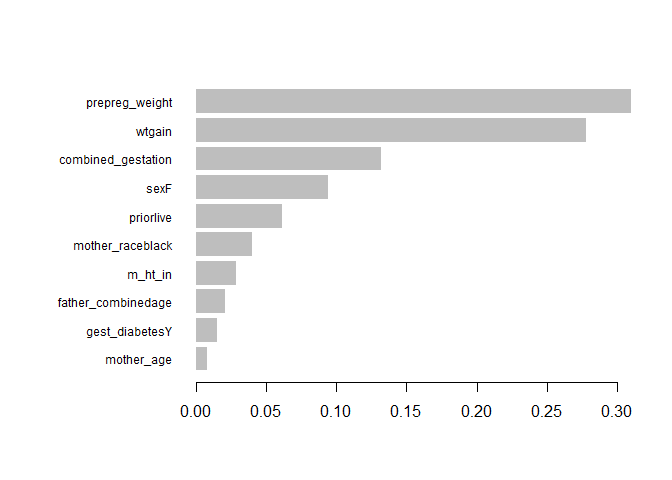 prepreg_weight
wtgain
combined_gestation
sexF
priorlive
mother_raceblack
m_ht_in
father_combinedage
gest_diabetesY
mother_age
0.00 0.05 0.10 0.15 0.20 0.25 0.30